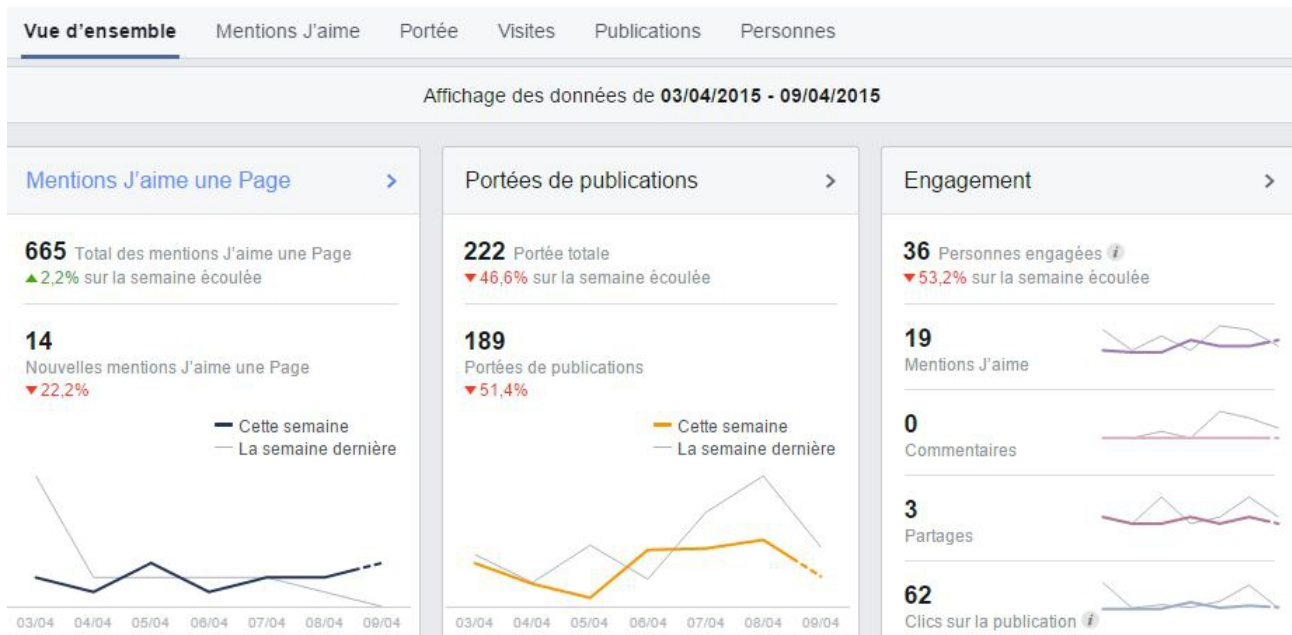 Vue d'ensemble Mentions J'aime Portée Visites Publications Personnes
Affichage des données de 03/04/2015 - 09/04/2015
Mentions J'aime une Page
665 Total des mentions J'aime une Page
▲2,2% sur la semaine écoulée
14
Nouvelles mentions J'aime une Page
▼22,2%
Cette semaine
La semaine dernière
03/04 04/04 05/04 06/04 07/04 08/04 09/04
Portées de publications
222 Portée totale
▼46,6% sur la semaine écoulée
189
Portées de publications
▼51,4%
Cette semaine
La semaine dernière
03/04 04/04 05/04 06/04 07/04 08/04 09/04
Engagement
36 Personnes engagées i
▼53,2% sur la semaine écoulée
19
Mentions J'aime
0
Commentaires
3
Partages
62
Clics sur la publication i